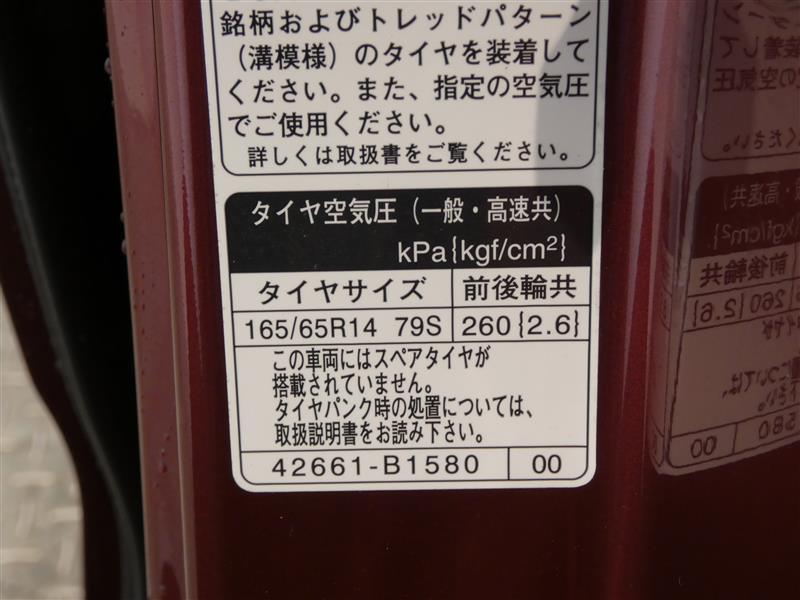 銘柄およびトレッドパターン
（溝模様）のタイヤを装着して
ください。また、指定の空気圧
でご使用ください。
詳しくは取扱書をご覧ください。
タイヤ空気圧（一般・高速共）
kPa{kgf/cm²}
タイヤサイズ 前後輪共
165/65R14 79S 260{2.6}
この車両にはスペアタイヤが
搭載されていません。
タイヤパンク時の処置については、
取扱説明書をお読み下さい。
42661-B1580 00